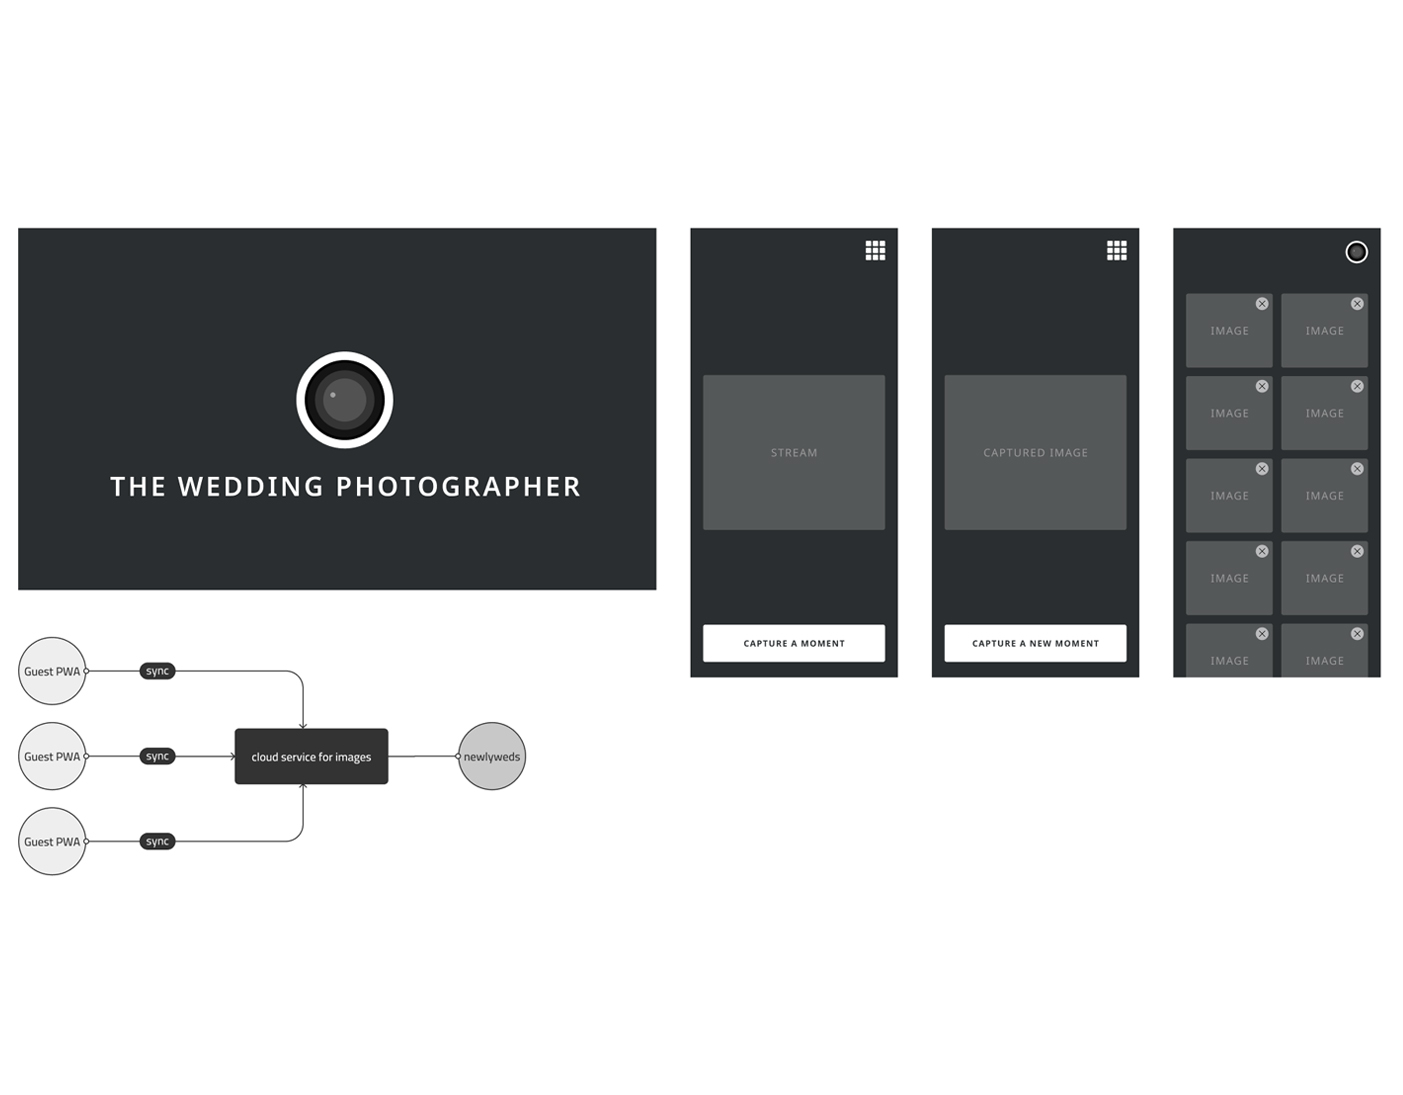 THE WEDDING PHOTOGRAPHER
STREAM
CAPTURE A MOMENT
CAPTURED IMAGE
CAPTURE A NEW MOMENT
IMAGE IMAGE
IMAGE IMAGE
IMAGE IMAGE
IMAGE IMAGE
IMAGE IMAGE
Guest PWA sync
Guest PWA sync cloud service for images newlyweds
Guest PWA sync